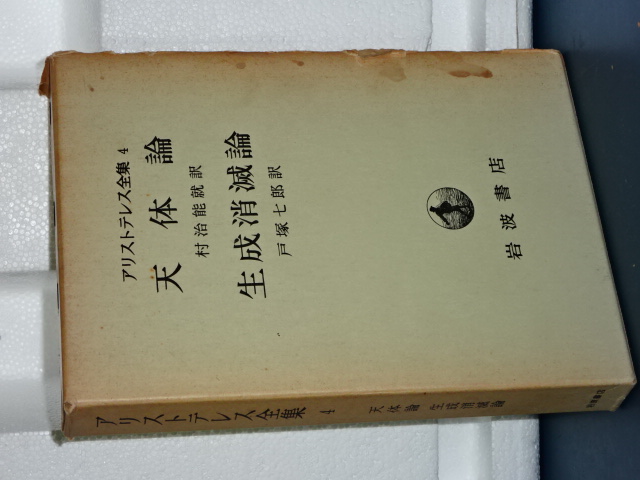 アリストテレス全集 4
天体論
村治能就訳
生成消滅論
戸塚七郎訳
岩波書店
アリストテレス全集 4
天体論 生成消滅論